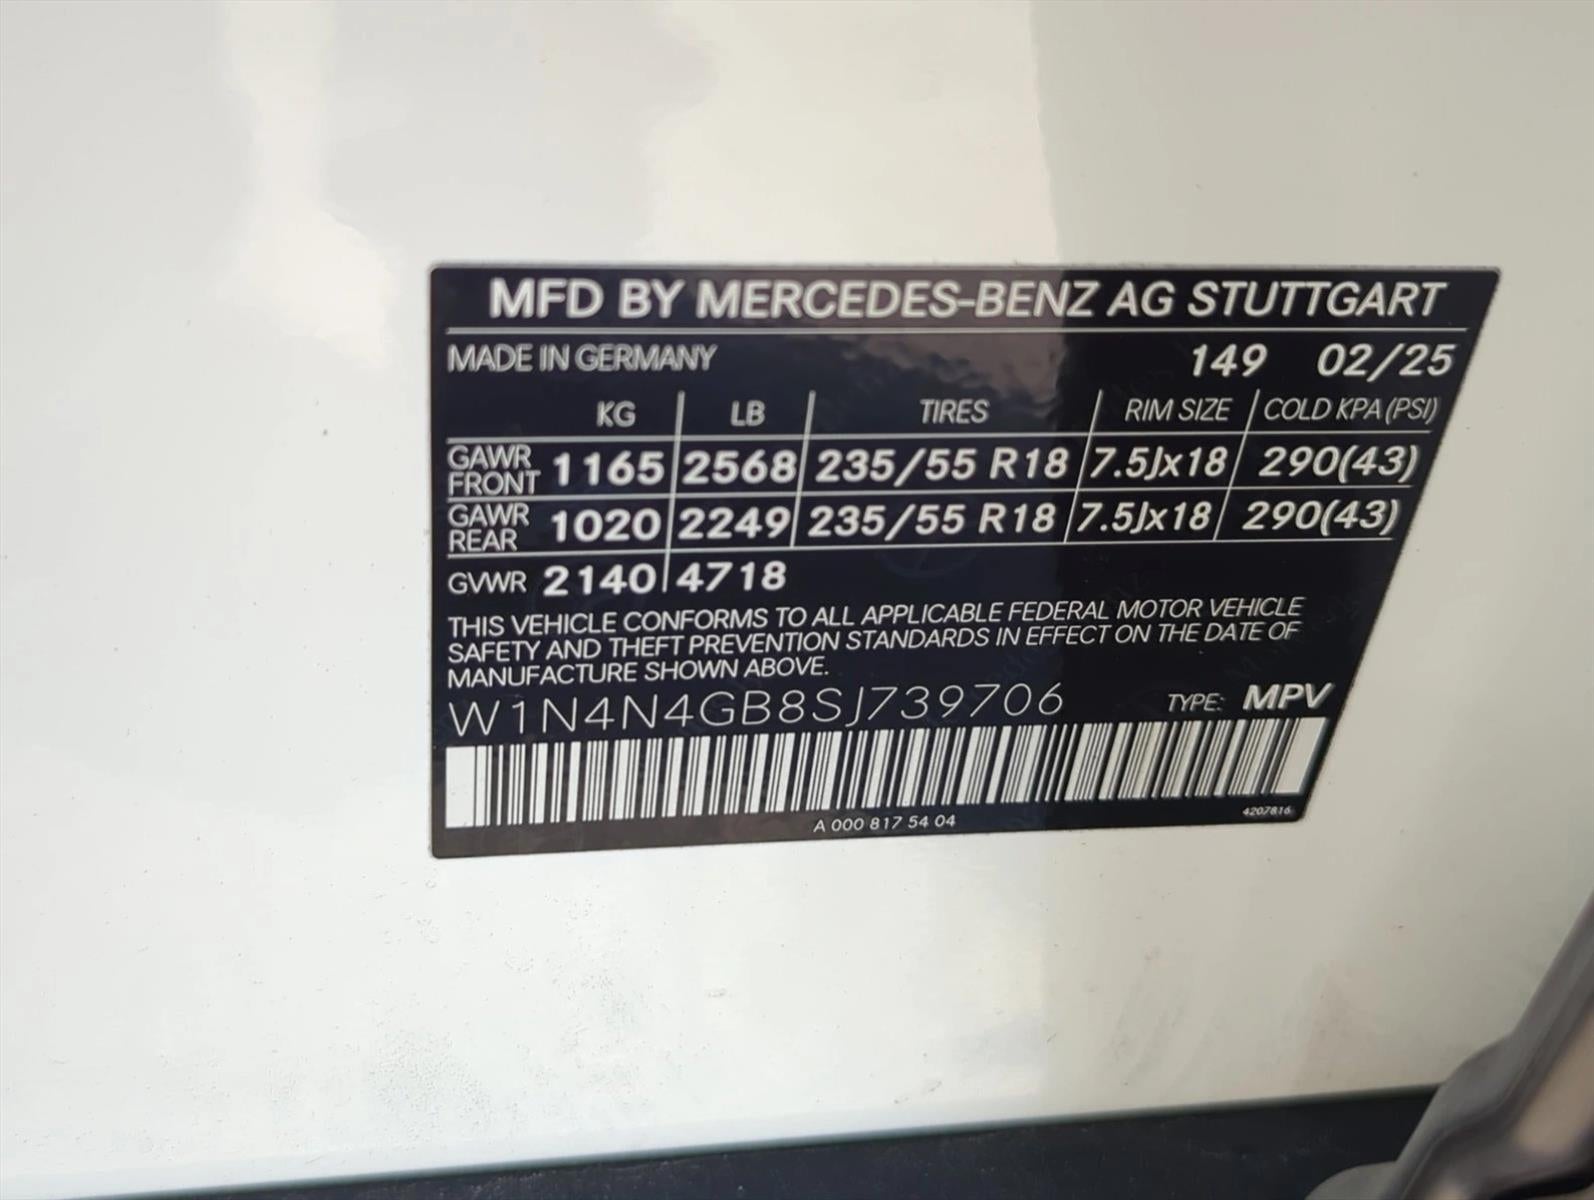 MFD BY MERCEDES-BENZ AG STUTTGART
MADE IN GERMANY 149 02/25
KG LB TIRES RIM SIZE COLD KPA (PSI)
GAWR FRONT 1165 2568 235/55 R18 7.5Jx18 290(43)
GAWR REAR 1020 2249 235/55 R18 7.5Jx18 290(43)
GVWR 2140 4718
THIS VEHICLE CONFORMS TO ALL APPLICABLE FEDERAL MOTOR VEHICLE
SAFETY AND THEFT PREVENTION STANDARDS IN EFFECT ON THE DATE OF
MANUFACTURE SHOWN ABOVE.
W1N4N4GB8SJ739706 TYPE: MPV
A 000 817 54 04 4207816